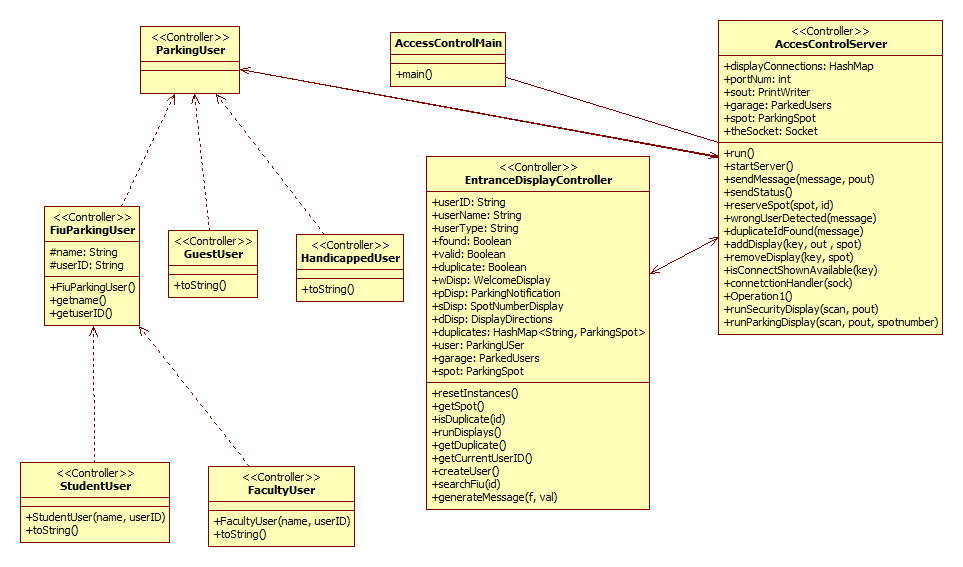 <<Controller>>
ParkingUser
AccessControlMain
+main()
<<Controller>>
AccesControlServer
+displayConnections: HashMap
+portNum: int
+sout: PrintWriter
+garage: ParkedUsers
+spot: ParkingSpot
+theSocket: Socket
+run()
+startServer()
+sendMessage(message, pout)
+sendStatus()
+reserveSpot(spot, id)
+wrongUserDetected(message)
+duplicateIdFound(message)
+addDisplay(key, out , spot)
+removeDisplay(key, spot)
+isConnectShownAvailable(key)
+connetctionHandler(sock)
+Operation1()
+runSecurityDisplay(scan, pout)
+runParkingDisplay(scan, pout, spotnumber)
<<Controller>>
EntranceDisplayController
+userID: String
+userName: String
+userType: String
+found: Boolean
+valid: Boolean
+duplicate: Boolean
+wDisp: WelcomeDisplay
+pDisp: ParkingNotification
+sDisp: SpotNumberDisplay
+dDisp: DisplayDirections
+duplicates: HashMap<String, ParkingSpot>
+user: ParkingUSer
+garage: ParkedUsers
+spot: ParkingSpot
+resetInstances()
+getSpot()
+isDuplicate(id)
+runDisplays()
+getDuplicate()
+getCurrentUserID()
+createUser()
+searchFiu(id)
+generateMessage(f, val)
<<Controller>>
FiuParkingUser
#name: String
#userID: String
+FiuParkingUser()
+getname()
+getuserID()
<<Controller>>
GuestUser
+toString()
<<Controller>>
HandicappedUser
+toString()
<<Controller>>
StudentUser
+StudentUser(name, userID)
+toString()
<<Controller>>
FacultyUser
+FacultyUser(name, userID)
+toString()